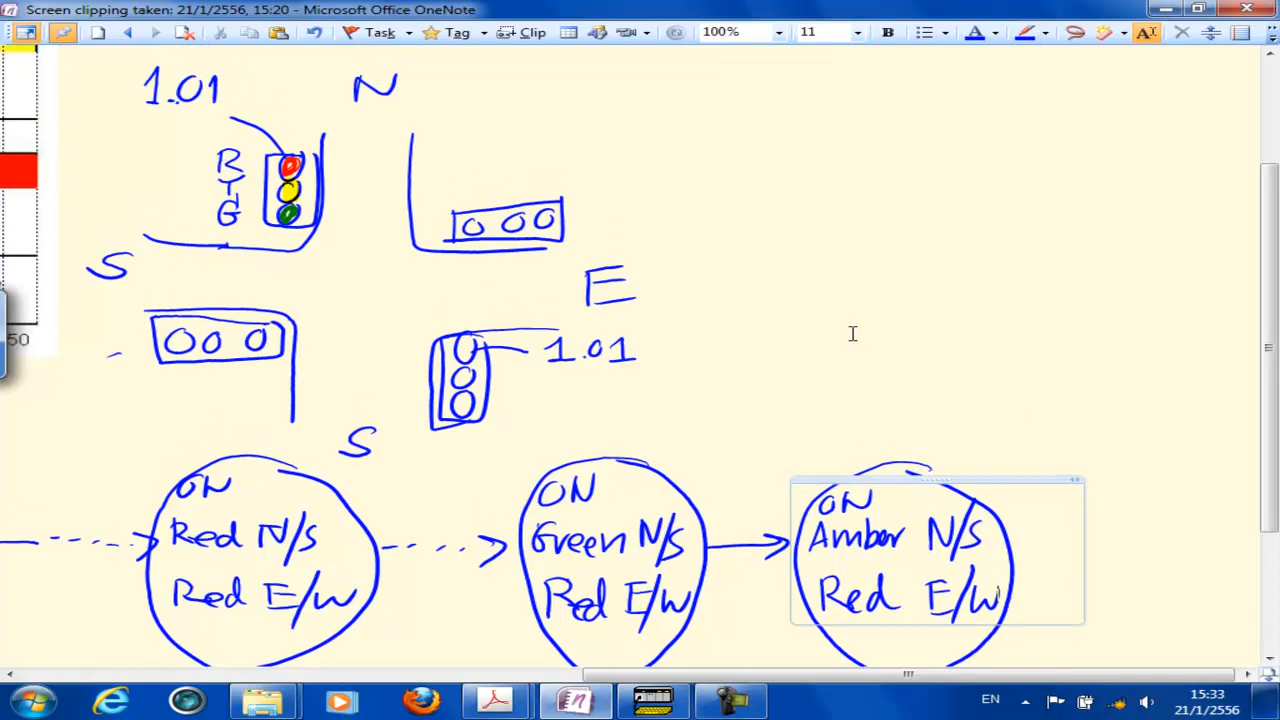 Screen clipping taken: 21/1/2556, 15:20 - Microsoft Office OneNote
Task Tag Clip 100% 11 B A A
1.01 N
R
Y
G
S
E
50
1.01
S
ON
Red N/S
Red E/W
ON
Green N/S
Red E/W
ON
Amber N/S
Red E/W
EN
15:33
21/1/2556